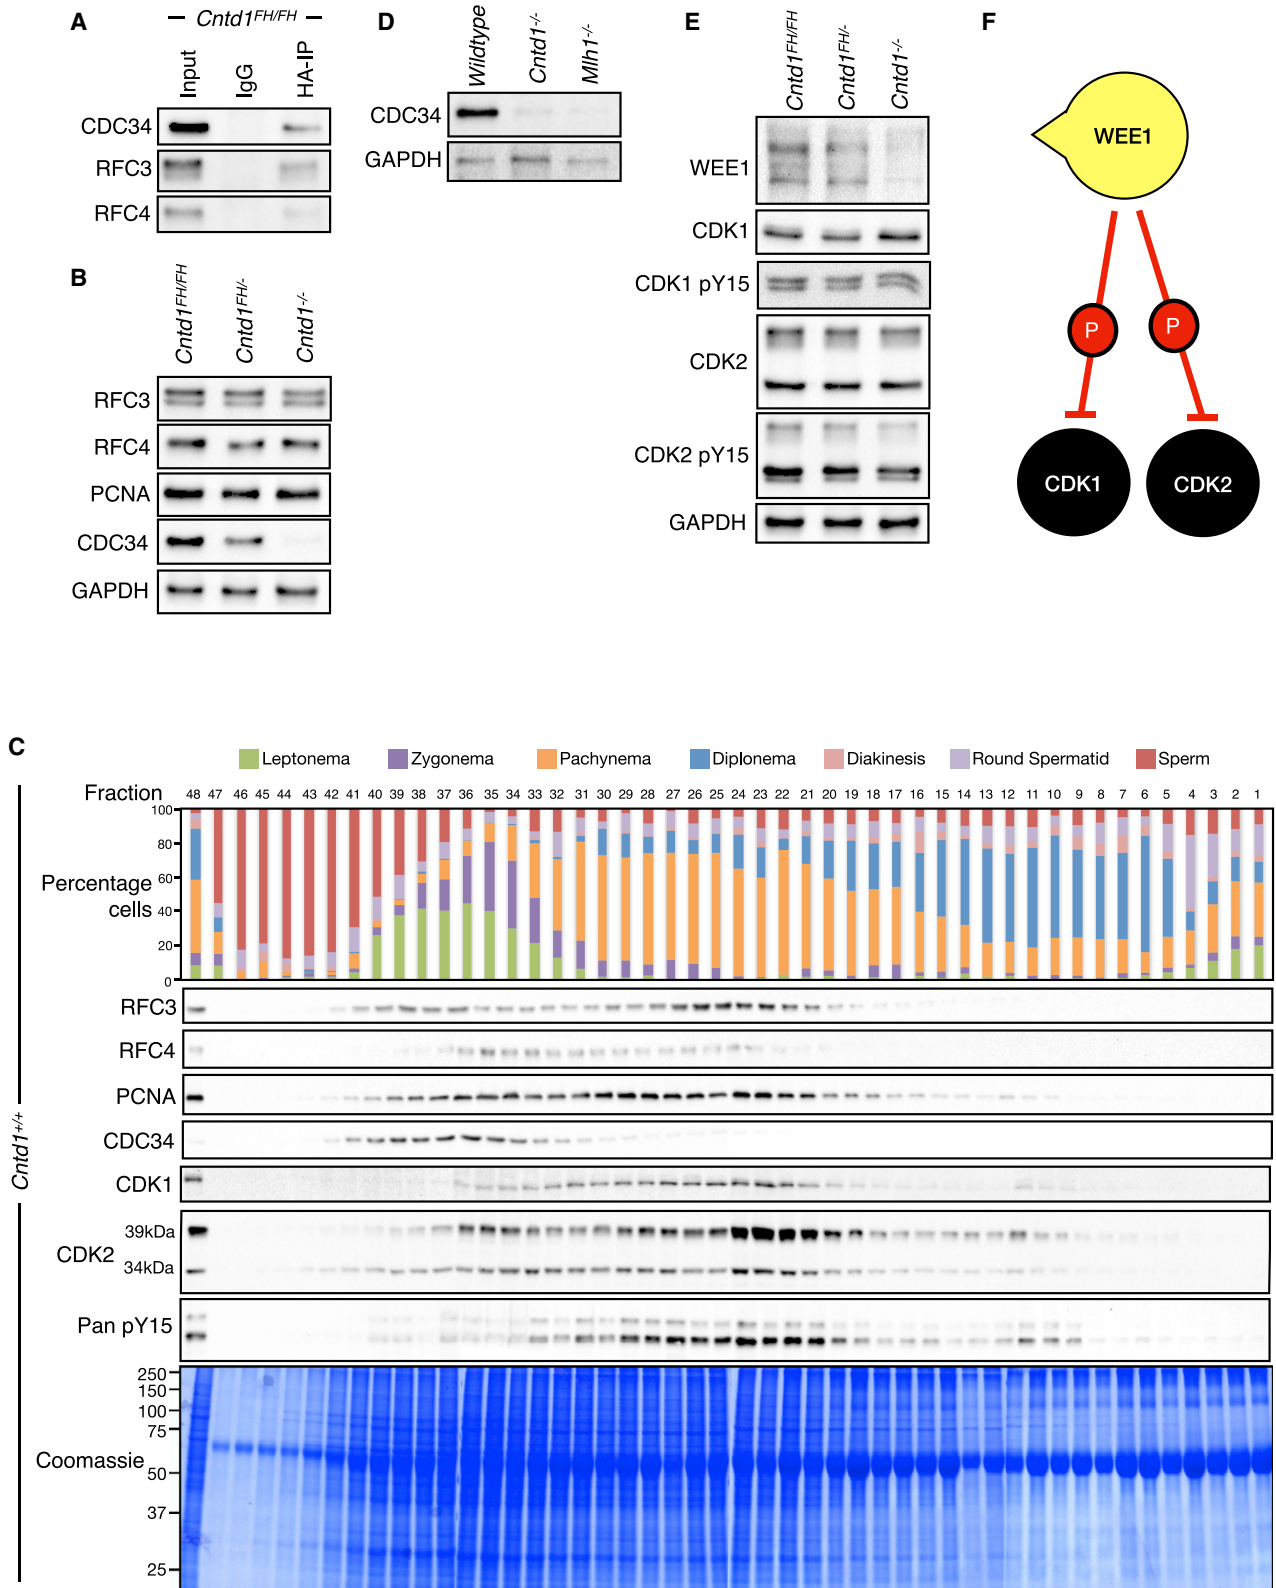 A
Cntd1FH/FH
Input
IgG
HA-IP
CDC34
RFC3
RFC4
B
Cntd1FH/FH
Cntd1FH/-
Cntd1-/-
RFC3
RFC4
PCNA
CDC34
GAPDH
D
Wildtype
Cntd1-/-
Mlh1-/-
CDC34
GAPDH
E
Cntd1FH/FH
Cntd1FH/-
Cntd1-/-
WEE1
CDK1
CDK1 pY15
CDK2
CDK2 pY15
GAPDH
F
WEE1
P
P
CDK1
CDK2
C
Leptonema Zygonema Pachynema Diplonema Diakinesis Round Spermatid Sperm
Fraction 48 47 46 45 44 43 42 41 40 39 38 37 36 35 34 33 32 31 30 29 28 27 26 25 24 23 22 21 20 19 18 17 16 15 14 13 12 11 10 9 8 7 6 5 4 3 2 1
100
80
Percentage cells
60
40
20
0
Cntd1+/+
RFC3
RFC4
PCNA
CDC34
CDK1
CDK2
39kDa
34kDa
Pan pY15
250
150
100
75
Coomassie
50
37
25